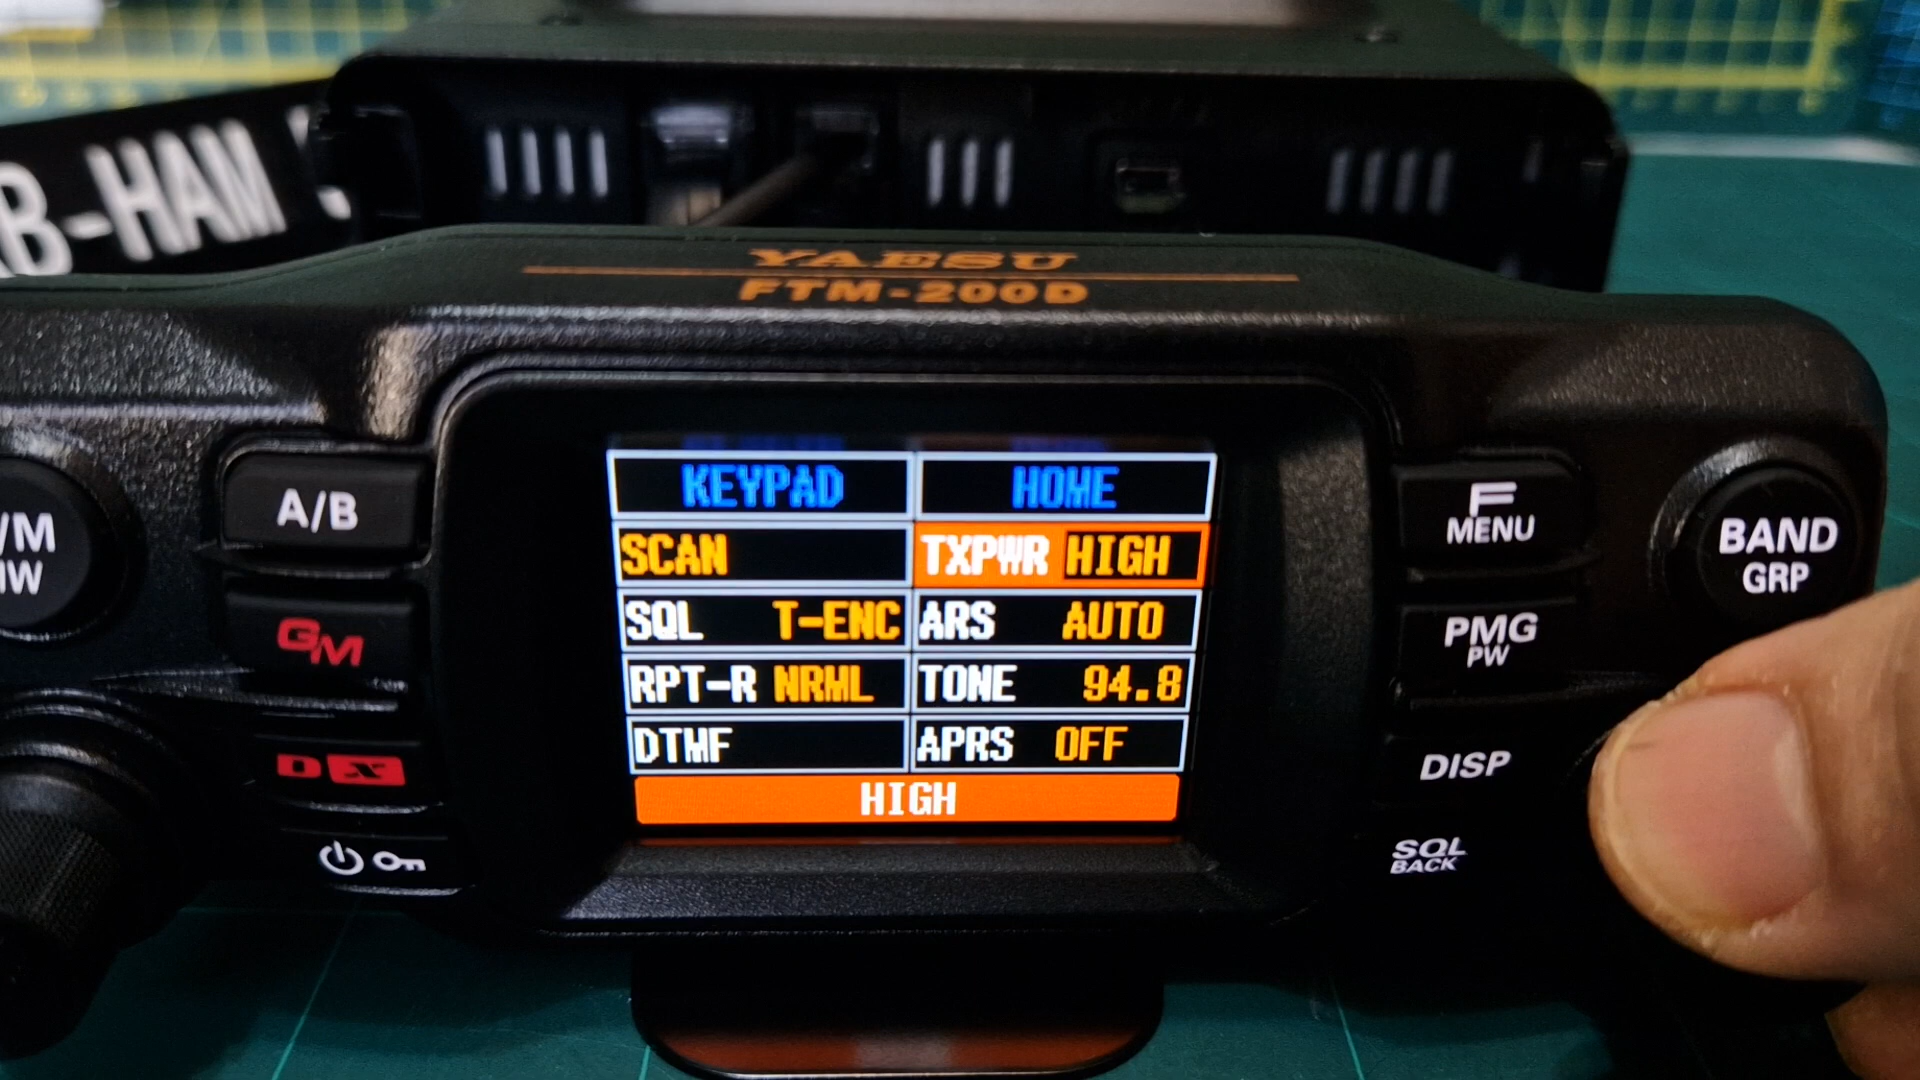 B-HAM
YAESU
FTM-200D
KEYPAD HOME
SCAN TXPWR HIGH
SQL T-ENC ARS AUTO
RPT-R NRML TONE 94.8
DTMF APRS OFF
HIGH
/M
A/B
GM
DX
F
MENU
PMG
PW
DISP
SQL
BACK
BAND
GRP